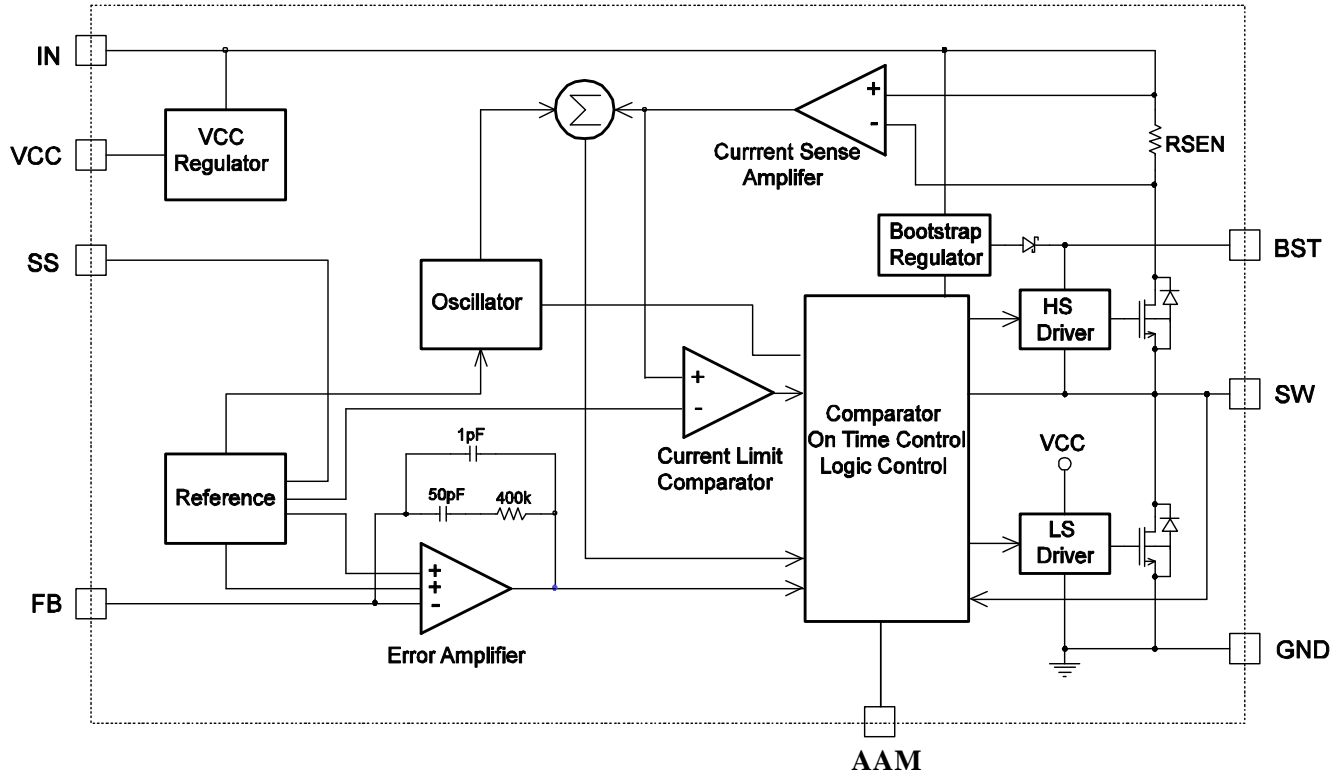 IN
VCC
Regulator
VCC
SS
FB
Σ
+
-
Currrent Sense
Amplifer
RSEN
Bootstrap
Regulator
BST
Oscillator
HS
Driver
SW
+
-
Current Limit
Comparator
Comparator
On Time Control
Logic Control
VCC
LS
Driver
GND
1pF
50pF
400k
Reference
+
+
-
Error Amplifier
AAM